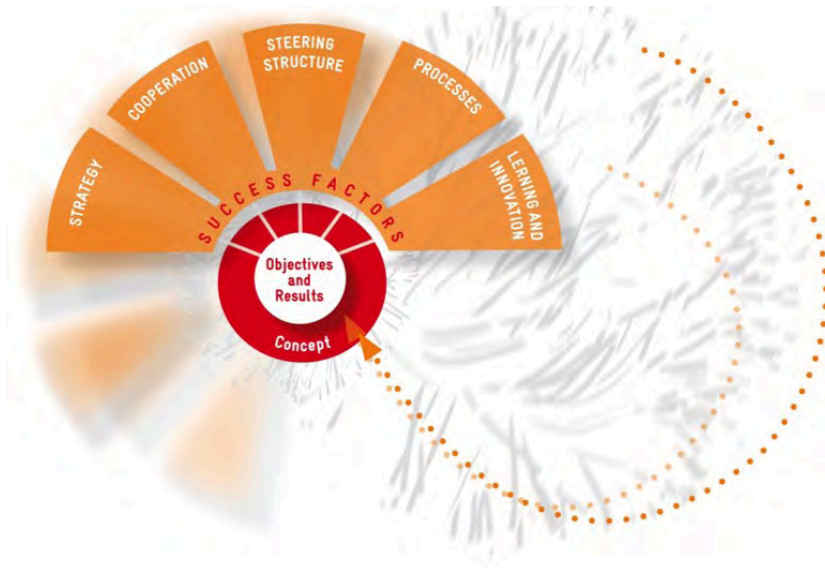 STRATEGY
COOPERATION
STEERING
STRUCTURE
PROCESSES
LERNING AND
INNOVATION
SUCCESS FACTORS
Objectives
and
Results
Concept